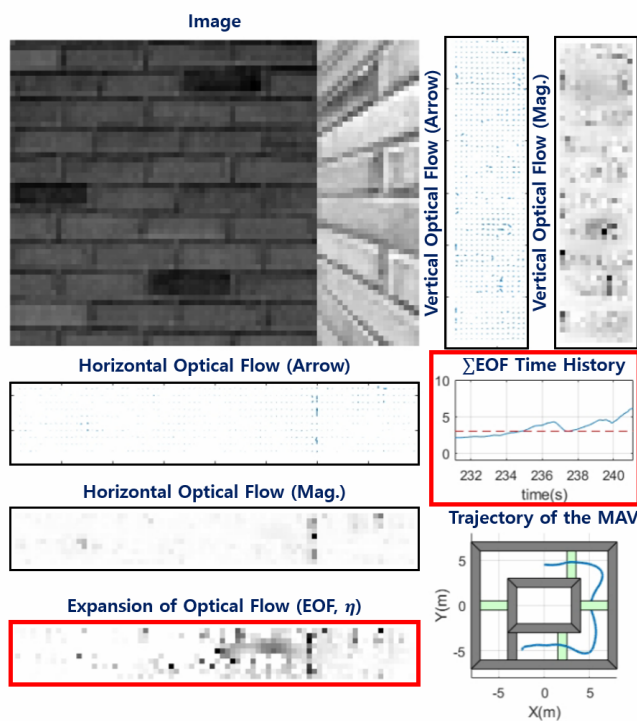 Image
Vertical Optical Flow (Arrow)
Vertical Optical Flow (Mag.)
Horizontal Optical Flow (Arrow)
∑EOF Time History
10
5
0
232 234 236 238 240
time(s)
Horizontal Optical Flow (Mag.)
Trajectory of the MAV
5
0
-5
Y(m)
-5 0 5
X(m)
Expansion of Optical Flow (EOF, η)